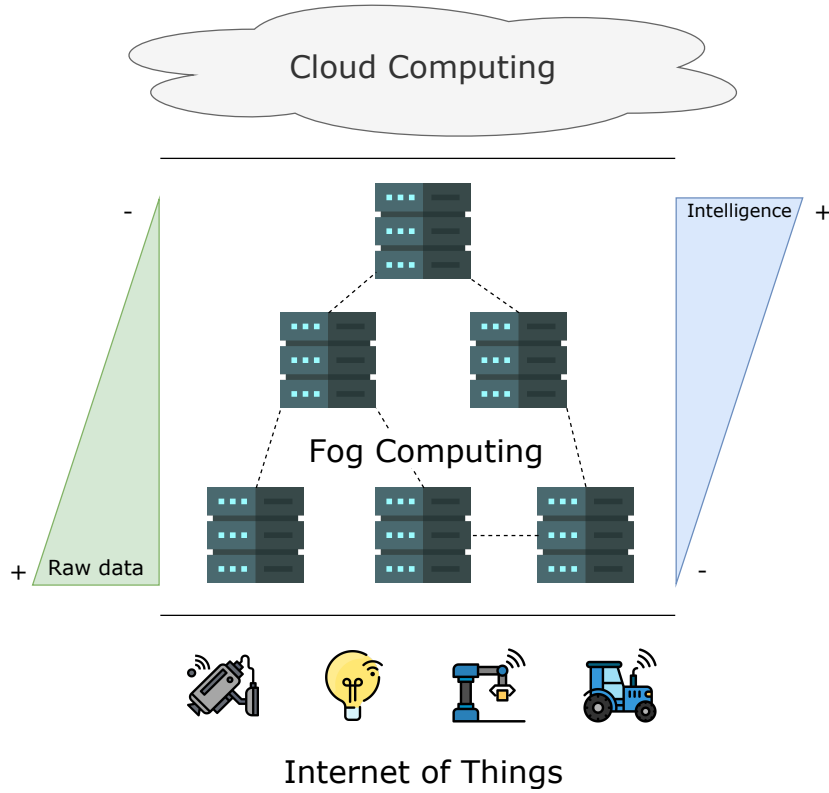 Cloud Computing
-
Intelligence
+
Fog Computing
+
Raw data
-
Internet of Things